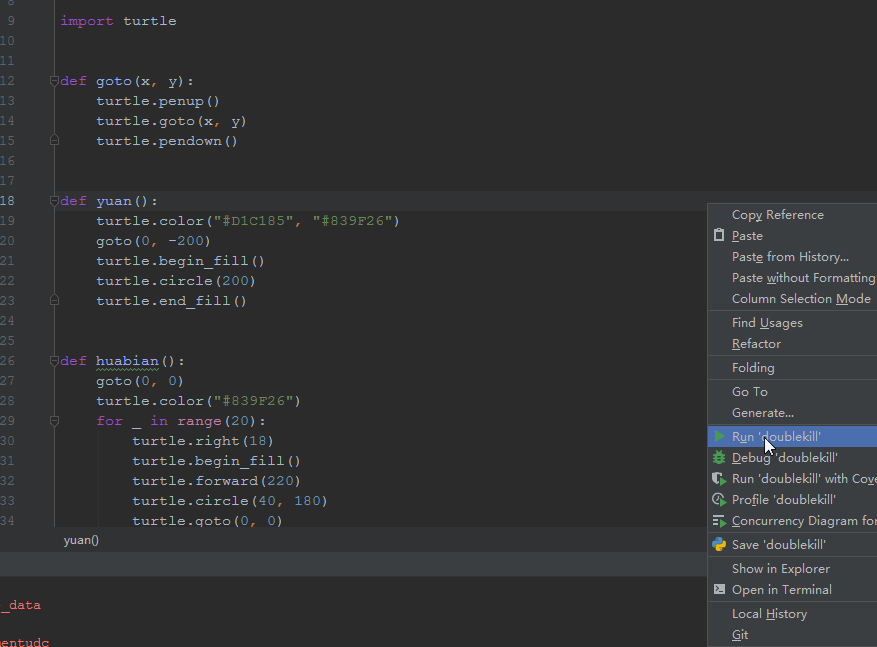 8
9 import turtle
10
11
12 def goto(x, y):
13 turtle.penup()
14 turtle.goto(x, y)
15 turtle.pendown()
16
17
18 def yuan():
19 turtle.color("#D1C185", "#839F26")
20 goto(0, -200)
21 turtle.begin_fill()
22 turtle.circle(200)
23 turtle.end_fill()
24
25
26 def huabian():
27 goto(0, 0)
28 turtle.color("#839F26")
29 for _ in range(20):
30 turtle.right(18)
31 turtle.begin_fill()
32 turtle.forward(220)
33 turtle.circle(40, 180)
34 turtle.goto(0, 0)
yuan()
_data
entudc
Copy Reference
Paste
Paste from History...
Paste without Formatting
Column Selection Mode
Find Usages
Refactor
Folding
Go To
Generate...
Run 'doublekill'
Debug 'doublekill'
Run 'doublekill' with Cove
Profile 'doublekill'
Concurrency Diagram for
Save 'doublekill'
Show in Explorer
Open in Terminal
Local History
Git